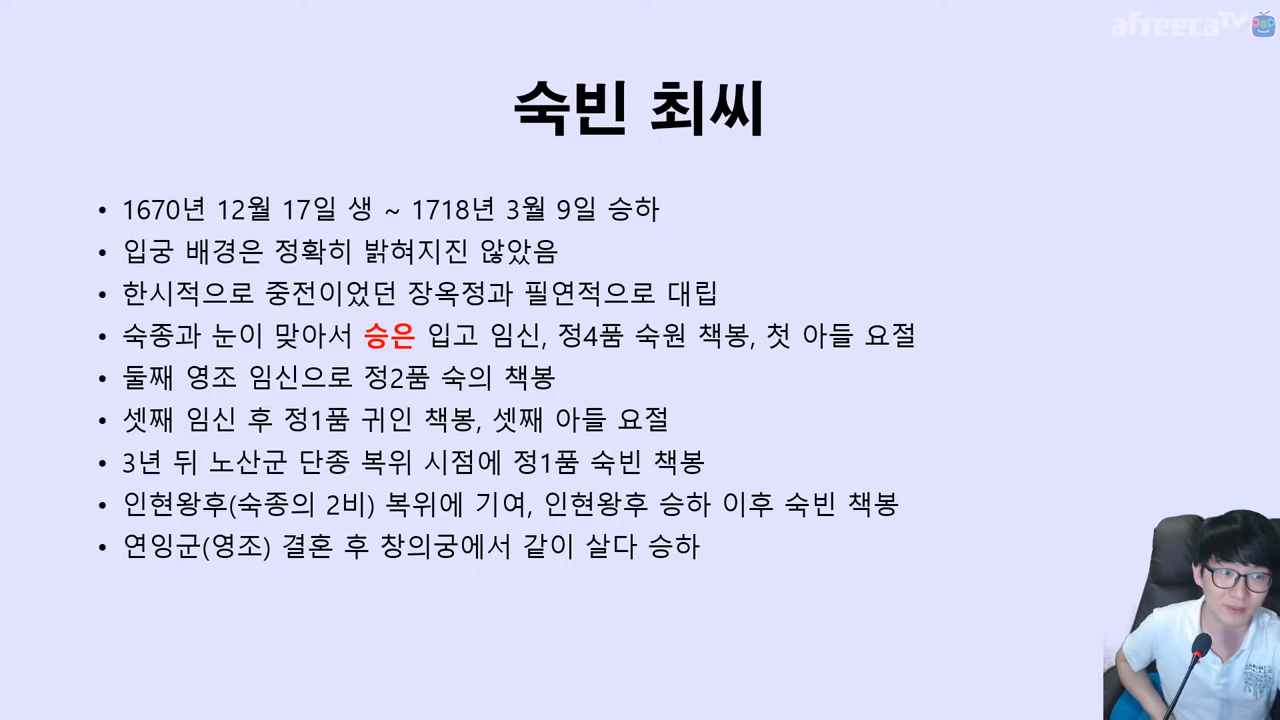 afreecaTV
숙빈 최씨
• 1670년 12월 17일 생 ~ 1718년 3월 9일 승하
• 입궁 배경은 정확히 밝혀지진 않았음
• 한시적으로 중전이었던 장옥정과 필연적으로 대립
• 숙종과 눈이 맞아서 승은 입고 임신, 정4품 숙원 책봉, 첫 아들 요절
• 둘째 영조 임신으로 정2품 숙의 책봉
• 셋째 임신 후 정1품 귀인 책봉, 셋째 아들 요절
• 3년 뒤 노산군 단종 복위 시점에 정1품 숙빈 책봉
• 인현왕후(숙종의 2비) 복위에 기여, 인현왕후 승하 이후 숙빈 책봉
• 연잉군(영조) 결혼 후 창의궁에서 같이 살다 승하